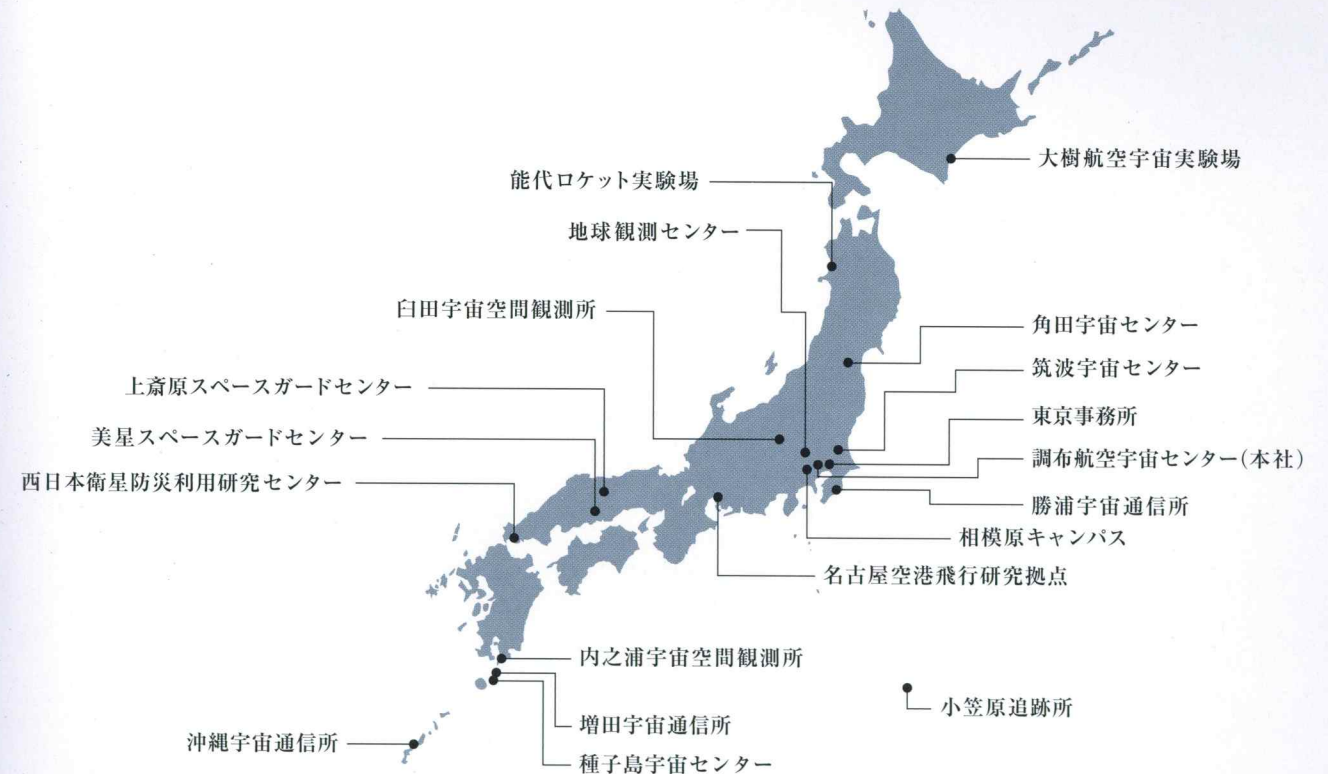 大樹航空宇宙実験場
能代ロケット実験場
地球観測センター
臼田宇宙空間観測所
角田宇宙センター
筑波宇宙センター
上斎原スペースガードセンター
東京事務所
美星スペースガードセンター
調布航空宇宙センター(本社)
西日本衛星防災利用研究センター
勝浦宇宙通信所
相模原キャンパス
名古屋空港飛行研究拠点
内之浦宇宙空間観測所
小笠原追跡所
増田宇宙通信所
沖縄宇宙通信所
種子島宇宙センター